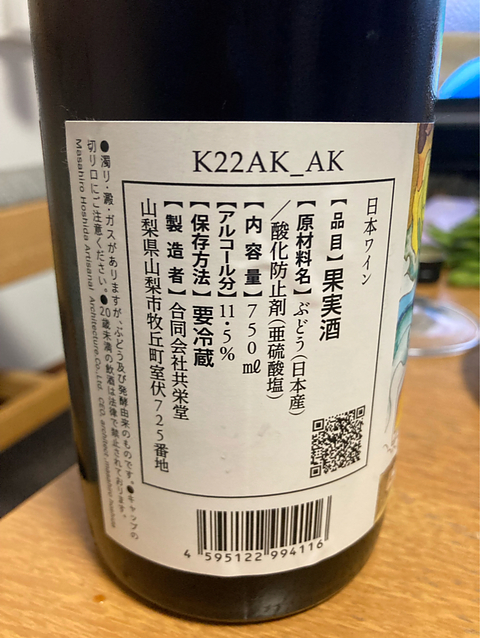 K22AK_AK
日本ワイン
【品目】果実酒
【原材料名】ぶどう(日本産)
／酸化防止剤(亜硫酸塩)
【内容量】750㎖
【アルコール分】11・5%
【保存方法】要冷蔵
【製造者】合同会社共栄堂
山梨県山梨市牧丘町室伏725番地
●濁り・澱・ガスがありますが、ぶどう及び発酵由来のものです。●キャップの
切り口にご注意ください。●20歳未満の飲酒は法律で禁止されております。
Masahiro Hoshida Artisanal Architecture.Co.,Ltd. CEO, architect, masahiro hoshida
4 595122 994116